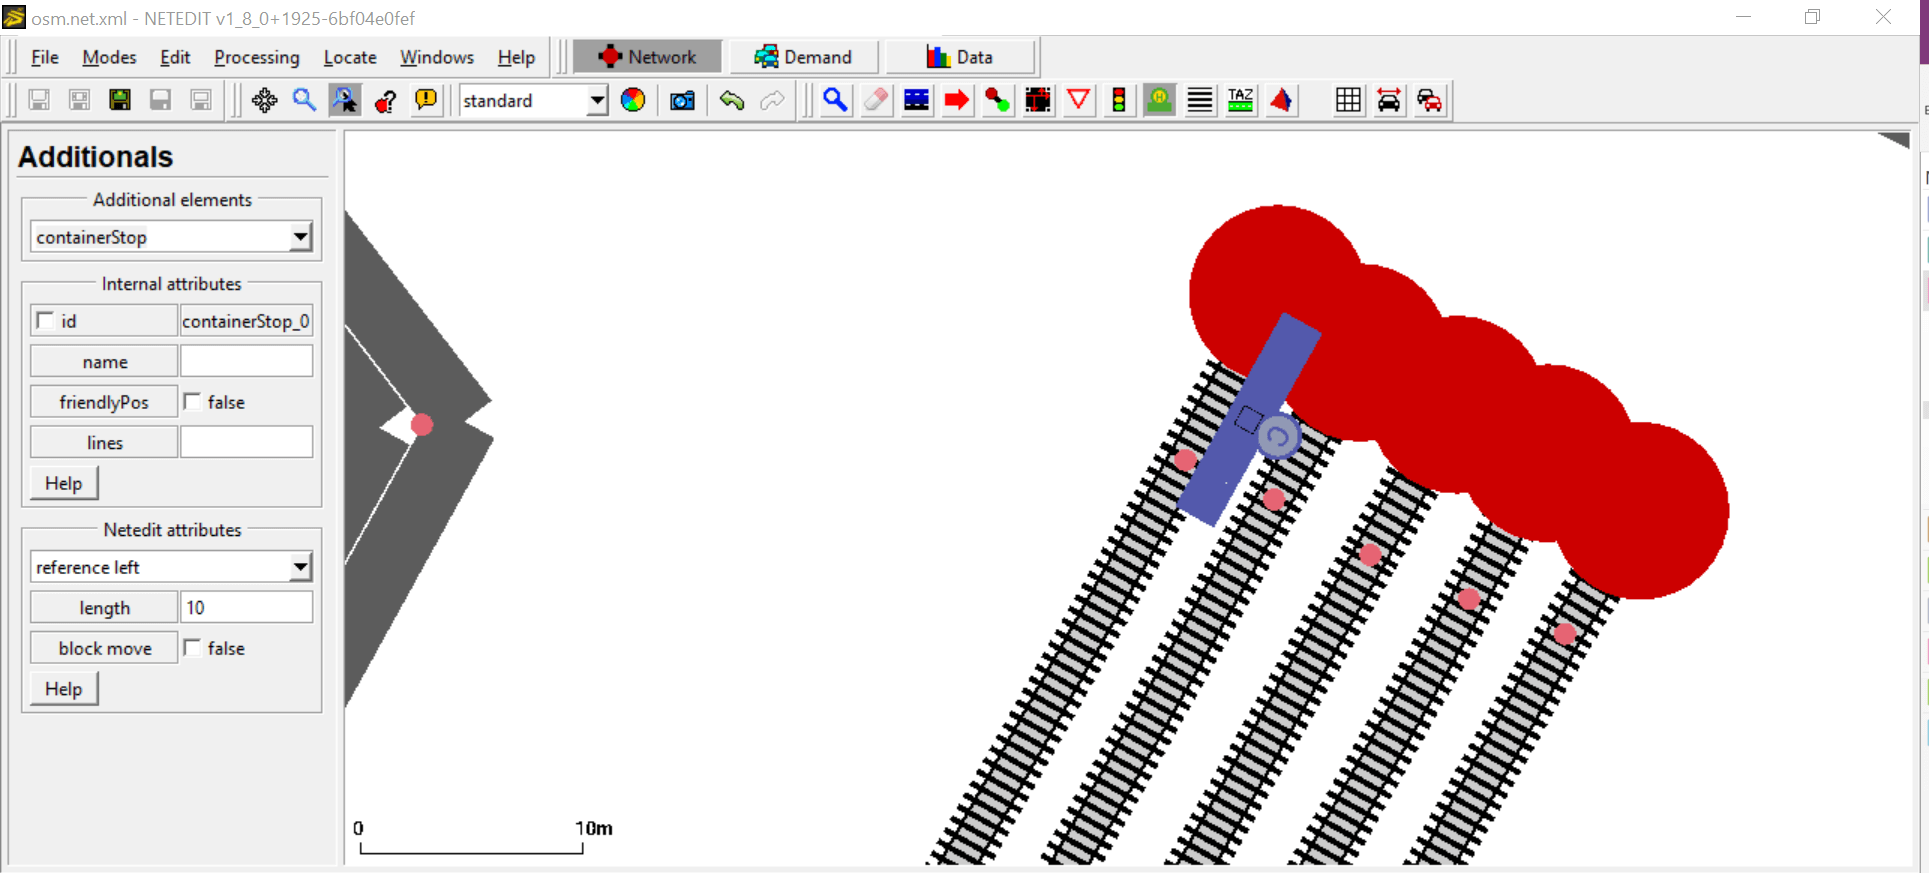 osm.net.xml - NETEDIT v1_8_0+1925-6bf04e0fef
File Modes Edit Processing Locate Windows Help Network Demand Data
standard TAZ
Additionals
Additional elements
containerStop
Internal attributes
id containerStop_0
name
friendlyPos false
lines
Help
Netedit attributes
reference left
length 10
block move false
Help
0 10m
C